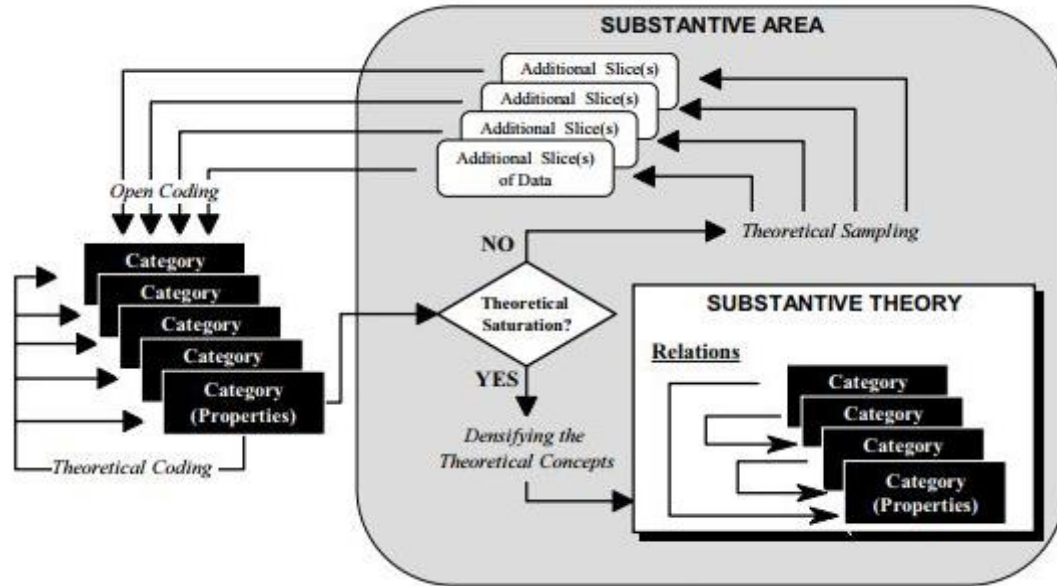 SUBSTANTIVE AREA
Additional Slice(s)
Additional Slice(s)
Additional Slice(s)
Additional Slice(s)
of Data
Open Coding
Category
Category
Category
Category
Category
(Properties)
Theoretical Coding
NO
Theoretical Sampling
Theoretical
Saturation?
YES
Densifying the
Theoretical Concepts
SUBSTANTIVE THEORY
Relations
Category
Category
Category
Category
(Properties)